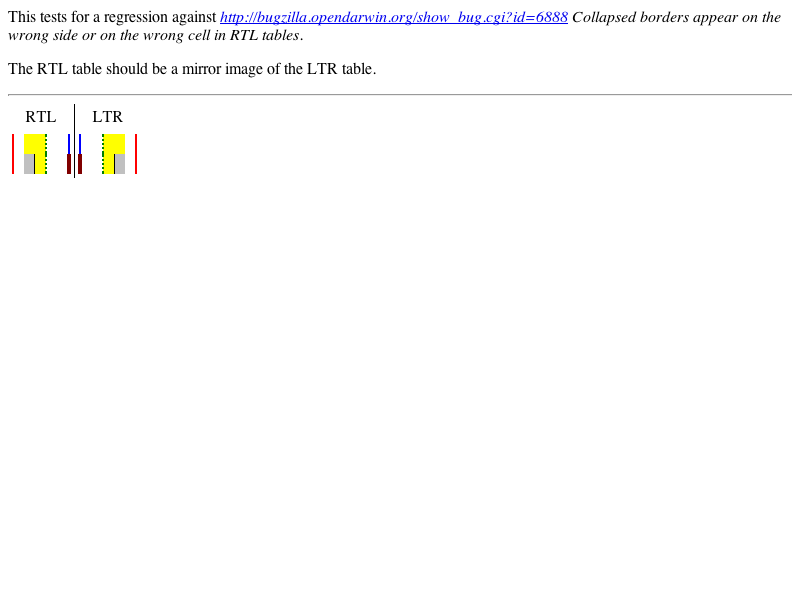 This tests for a regression against http://bugzilla.opendarwin.org/show_bug.cgi?id=6888 Collapsed borders appear on the
wrong side or on the wrong cell in RTL tables.
The RTL table should be a mirror image of the LTR table.
RTL LTR